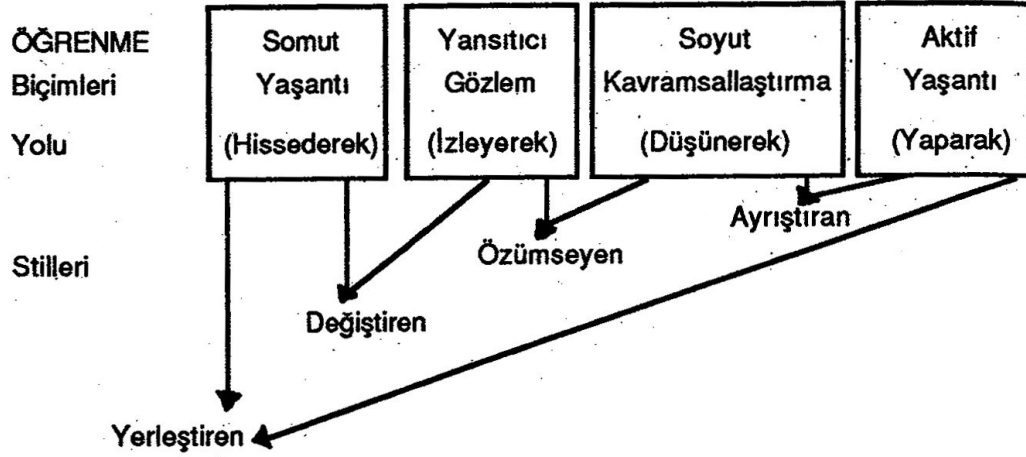 ÖĞRENME Somut Yansıtıcı Soyut Aktif
Biçimleri Yaşantı Gözlem Kavramsallaştırma Yaşantı
Yolu (Hissederek) (İzleyerek) (Düşünerek) (Yaparak)
Ayrıştıran
Özümseyen
Stilleri
Değiştiren
Yerleştiren